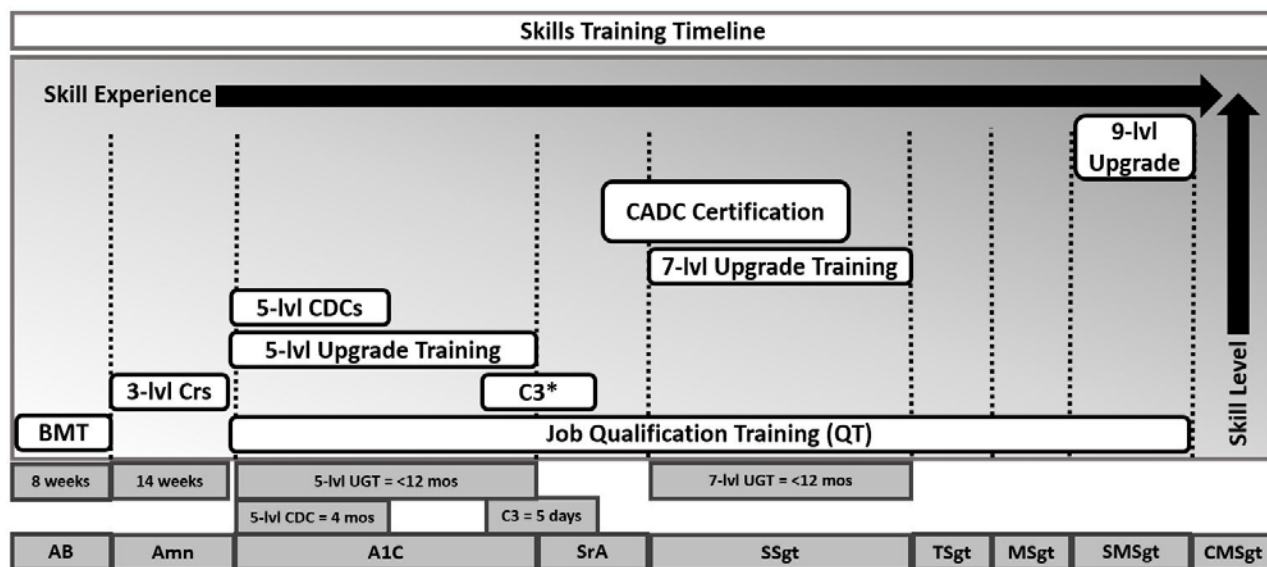 Skills Training Timeline
Skill Experience
9-lvl
Upgrade
CADC Certification
7-lvl Upgrade Training
5-lvl CDCs
5-lvl Upgrade Training
3-lvl Crs
C3*
BMT
Job Qualification Training (QT)
Skill Level
8 weeks
14 weeks
5-lvl UGT = <12 mos
7-lvl UGT = <12 mos
5-lvl CDC = 4 mos
C3 = 5 days
AB
Amn
A1C
SrA
SSgt
TSgt
MSgt
SMSgt
CMSgt